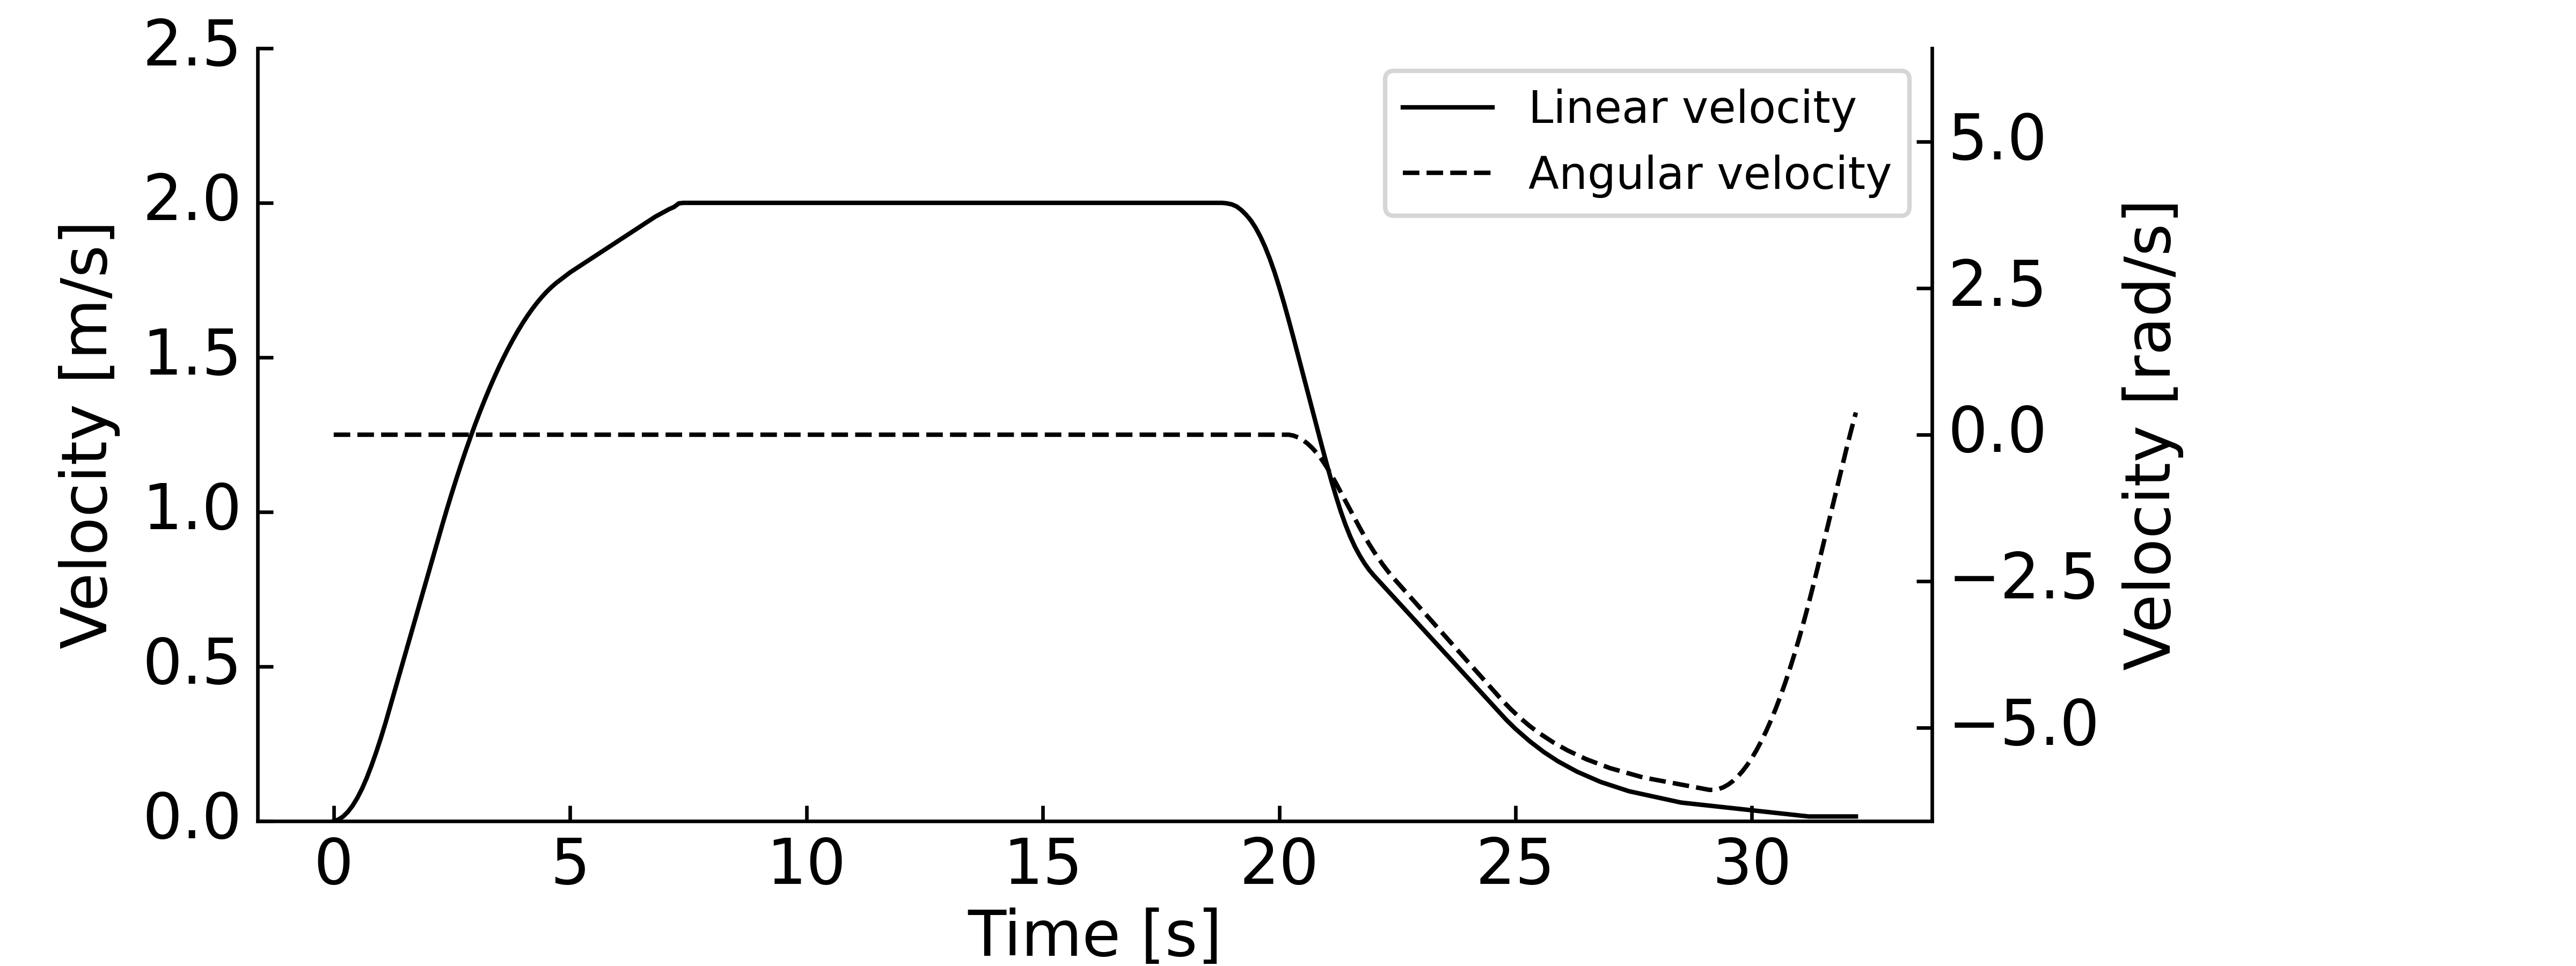 2.5
2.0
1.5
1.0
0.5
0.0
Velocity [m/s]
Linear velocity
Angular velocity
5.0
2.5
0.0
−2.5
−5.0
Velocity [rad/s]
0 5 10 15 20 25 30
Time [s]